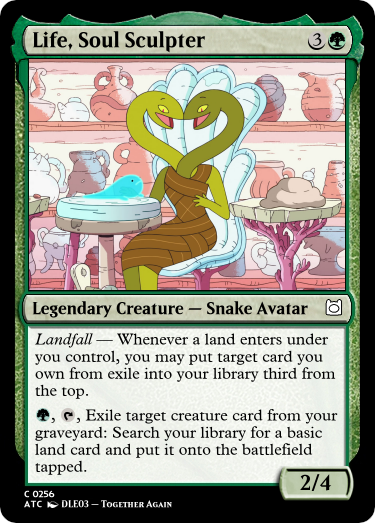 Life, Soul Sculpter 3
Legendary Creature — Snake Avatar
Landfall — Whenever a land enters under
you control, you may put target card you
own from exile into your library third from
the top.
, , Exile target creature card from your
graveyard: Search your library for a basic
land card and put it onto the battlefield
tapped.
2/4
C 0256
ATC DLE03 — Together Again